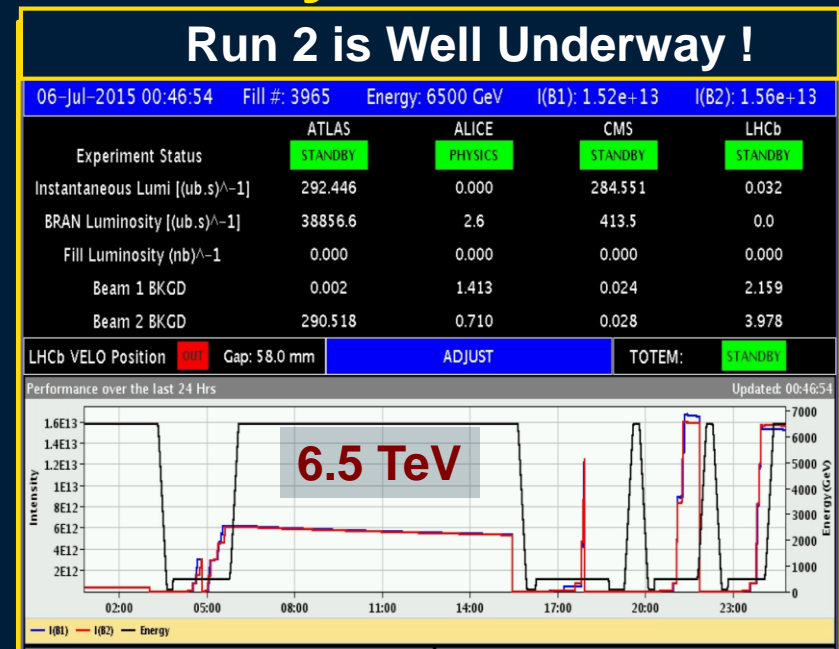 Run 2 is Well Underway !
06-Jul-2015 00:46:54 Fill #: 3965 Energy: 6500 GeV I(B1): 1.52e+13 I(B2): 1.56e+13
ATLAS ALICE CMS LHCb
Experiment Status STANDBY PHYSICS STANDBY STANDBY
Instantaneous Lumi [(ub.s)^-1] 292.446 0.000 284.551 0.032
BRAN Luminosity [(ub.s)^-1] 38856.6 2.6 413.5 0.0
Fill Luminosity (nb)^-1 0.000 0.000 0.000 0.000
Beam 1 BKGD 0.002 1.413 0.024 2.159
Beam 2 BKGD 290.518 0.710 0.028 3.978
LHCb VELO Position OUT Gap: 58.0 mm ADJUST TOTEM: STANDBY
Performance over the last 24 Hrs Updated: 00:46:54
6.5 TeV
Intensity
1.6E13
1.4E13
1.2E13
1E13
8E12
6E12
4E12
2E12
7000
6000
5000
4000
3000
2000
1000
0
Energy (GeV)
02:00 05:00 08:00 11:00 14:00 17:00 20:00 23:00
I(B1) I(B2) Energy